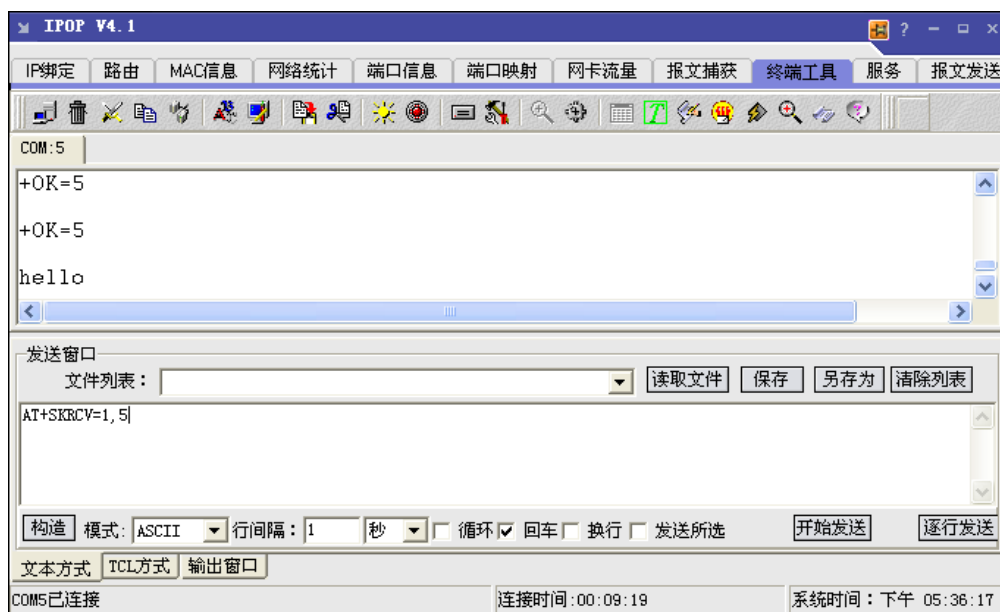 IPOP V4.1
IP绑定 路由 MAC信息 网络统计 端口信息 端口映射 网卡流量 报文捕获 终端工具 服务 报文发送
COM:5
+OK=5
+OK=5
hello
发送窗口
文件列表： 读取文件 保存 另存为 清除列表
AT+SKRCV=1,5
构造 模式: ASCII 行间隔：1 秒 循环 回车 换行 发送所选 开始发送 逐行发送
文本方式 TCL方式 输出窗口
COM5已连接 连接时间:00:09:19 系统时间：下午 05:36:17